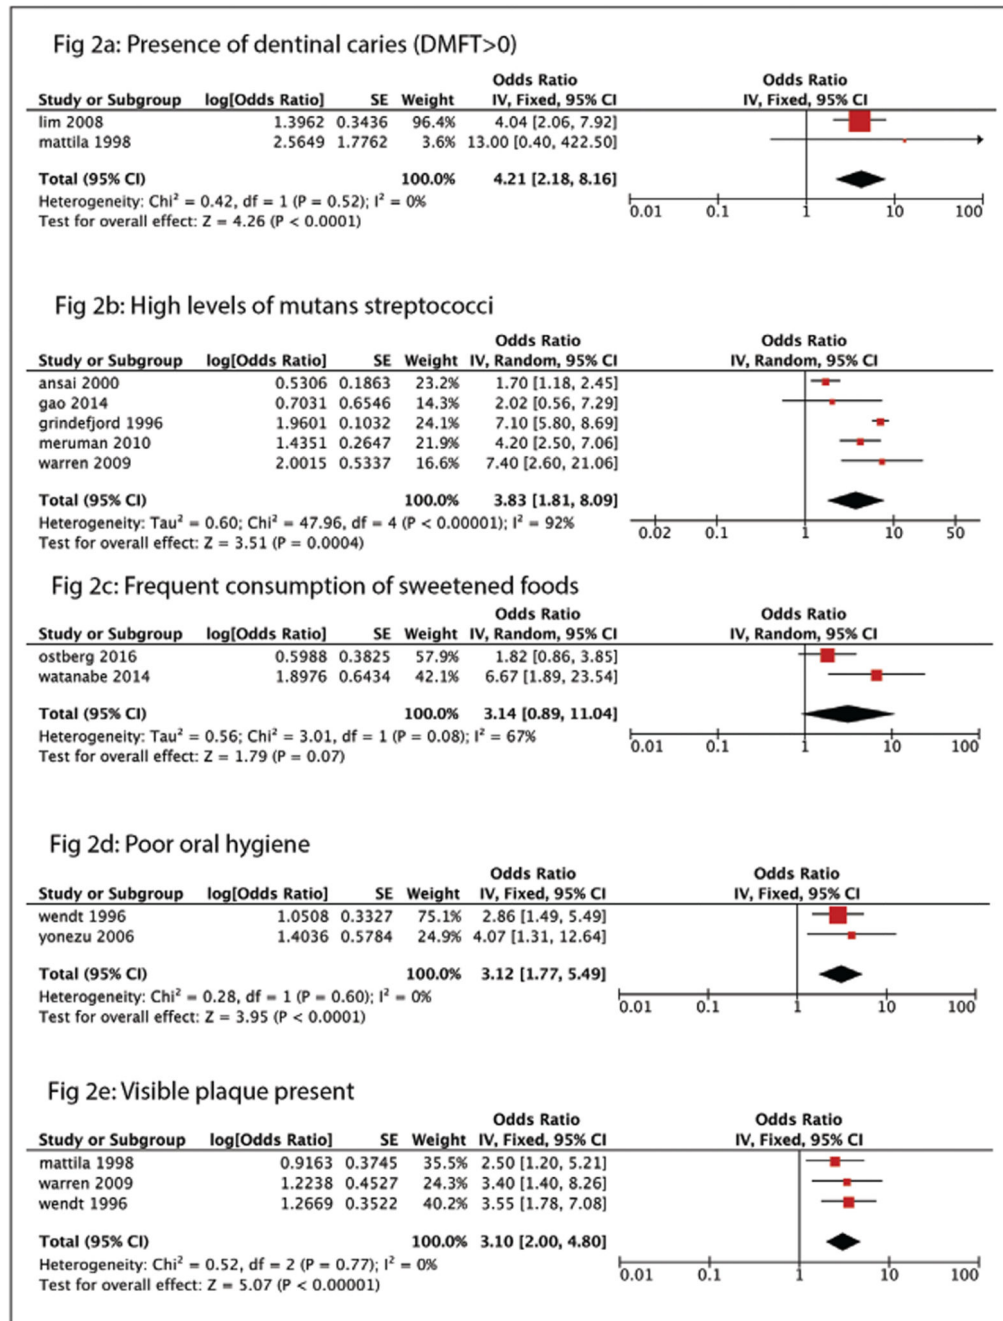 Fig 2a: Presence of dentinal caries (DMFT>0)
Odds Ratio Odds Ratio
Study or Subgroup log[Odds Ratio] SE Weight IV, Fixed, 95% CI IV, Fixed, 95% CI
lim 2008 1.3962 0.3436 96.4% 4.04 [2.06, 7.92]
mattila 1998 2.5649 1.7762 3.6% 13.00 [0.40, 422.50]
Total (95% CI) 100.0% 4.21 [2.18, 8.16]
Heterogeneity: Chi² = 0.42, df = 1 (P = 0.52); I² = 0%
Test for overall effect: Z = 4.26 (P < 0.0001)
0.01 0.1 1 10 100
Fig 2b: High levels of mutans streptococci
Odds Ratio Odds Ratio
Study or Subgroup log[Odds Ratio] SE Weight IV, Random, 95% CI IV, Random, 95% CI
ansai 2000 0.5306 0.1863 23.2% 1.70 [1.18, 2.45]
gao 2014 0.7031 0.6546 14.3% 2.02 [0.56, 7.29]
grindefjord 1996 1.9601 0.1032 24.1% 7.10 [5.80, 8.69]
meruman 2010 1.4351 0.2647 21.9% 4.20 [2.50, 7.06]
warren 2009 2.0015 0.5337 16.6% 7.40 [2.60, 21.06]
Total (95% CI) 100.0% 3.83 [1.81, 8.09]
Heterogeneity: Tau² = 0.60; Chi² = 47.96, df = 4 (P < 0.00001); I² = 92%
Test for overall effect: Z = 3.51 (P = 0.0004)
0.02 0.1 1 10 50
Fig 2c: Frequent consumption of sweetened foods
Odds Ratio Odds Ratio
Study or Subgroup log[Odds Ratio] SE Weight IV, Random, 95% CI IV, Random, 95% CI
ostberg 2016 0.5988 0.3825 57.9% 1.82 [0.86, 3.85]
watanabe 2014 1.8976 0.6434 42.1% 6.67 [1.89, 23.54]
Total (95% CI) 100.0% 3.14 [0.89, 11.04]
Heterogeneity: Tau² = 0.56; Chi² = 3.01, df = 1 (P = 0.08); I² = 67%
Test for overall effect: Z = 1.79 (P = 0.07)
0.01 0.1 1 10 100
Fig 2d: Poor oral hygiene
Odds Ratio Odds Ratio
Study or Subgroup log[Odds Ratio] SE Weight IV, Fixed, 95% CI IV, Fixed, 95% CI
wendt 1996 1.0508 0.3327 75.1% 2.86 [1.49, 5.49]
yonezu 2006 1.4036 0.5784 24.9% 4.07 [1.31, 12.64]
Total (95% CI) 100.0% 3.12 [1.77, 5.49]
Heterogeneity: Chi² = 0.28, df = 1 (P = 0.60); I² = 0%
Test for overall effect: Z = 3.95 (P < 0.0001)
0.01 0.1 1 10 100
Fig 2e: Visible plaque present
Odds Ratio Odds Ratio
Study or Subgroup log[Odds Ratio] SE Weight IV, Fixed, 95% CI IV, Fixed, 95% CI
mattila 1998 0.9163 0.3745 35.5% 2.50 [1.20, 5.21]
warren 2009 1.2238 0.4527 24.3% 3.40 [1.40, 8.26]
wendt 1996 1.2669 0.3522 40.2% 3.55 [1.78, 7.08]
Total (95% CI) 100.0% 3.10 [2.00, 4.80]
Heterogeneity: Chi² = 0.52, df = 2 (P = 0.77); I² = 0%
Test for overall effect: Z = 5.07 (P < 0.00001)
0.01 0.1 1 10 100